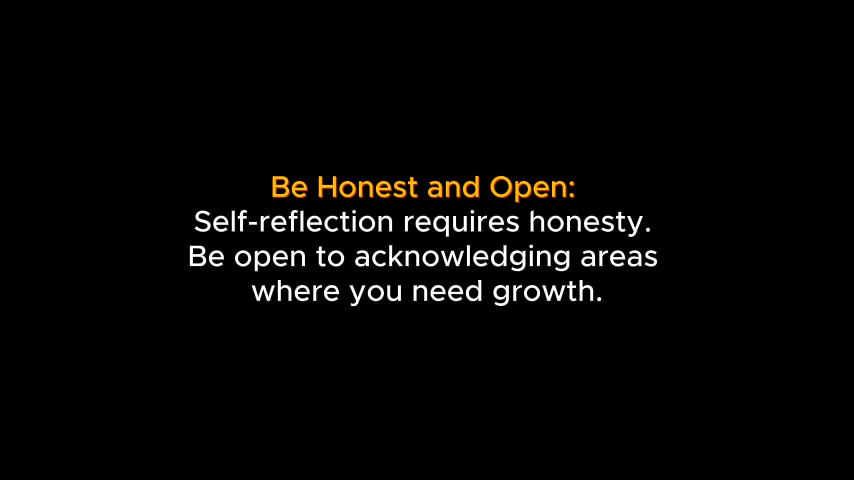 Be Honest and Open:
Self-reflection requires honesty.
Be open to acknowledging areas
where you need growth.